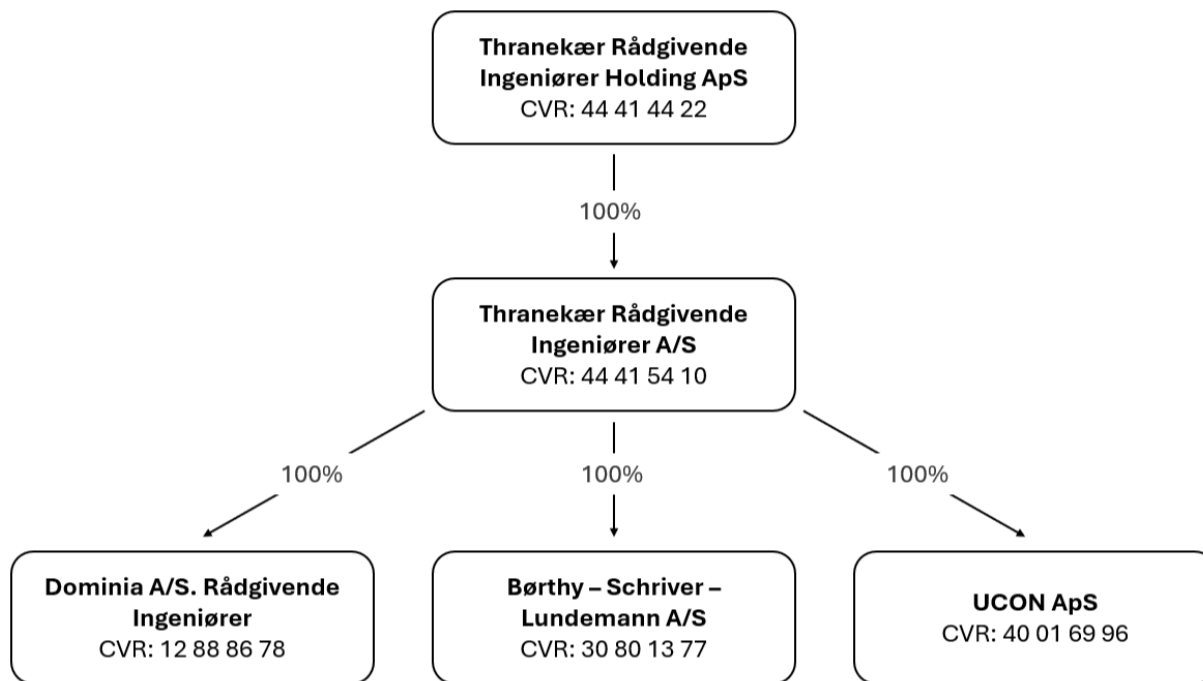 Thranekær Rådgivende
Ingeniører Holding ApS
CVR: 44 41 44 22
100%
Thranekær Rådgivende
Ingeniører A/S
CVR: 44 41 54 10
100%
100%
100%
Dominia A/S. Rådgivende
Ingeniører
CVR: 12 88 86 78
Børthy – Schriver –
Lundemann A/S
CVR: 30 80 13 77
UCON ApS
CVR: 40 01 69 96